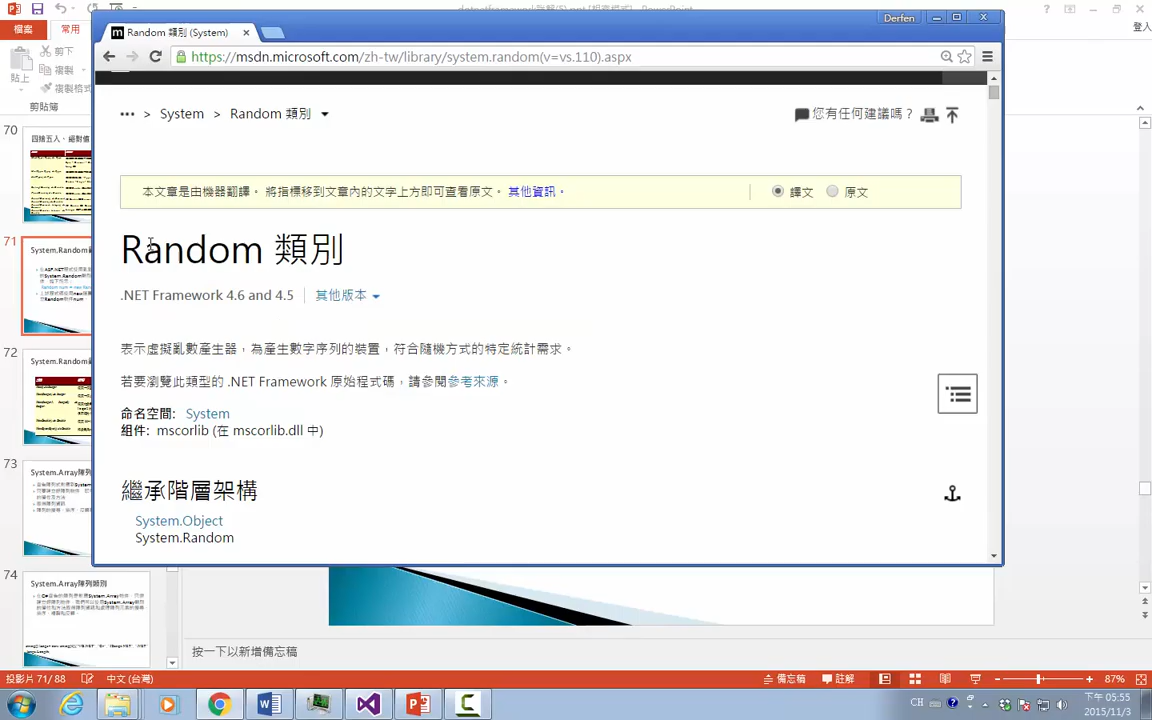 Derfen
登入
檔案
常用
Random 類別 (System)
https://msdn.microsoft.com/zh-tw/library/system.random(v=vs.110).aspx
剪下
複製
貼上
複製格式
剪貼簿
••• > System > Random 類別
您有任何建議嗎？
本文章是由機器翻譯。 將指標移到文章內的文字上方即可查看原文。 其他資訊。
譯文
原文
Random 類別
.NET Framework 4.6 and 4.5
其他版本
表示虛擬亂數產生器，為產生數字序列的裝置，符合隨機方式的特定統計需求。
若要瀏覽此類型的 .NET Framework 原始程式碼，請參閱參考來源。
命名空間: System
組件: mscorlib (在 mscorlib.dll 中)
繼承階層架構
System.Object
System.Random
70
四捨五入、絕對值
71
72
73
74
System.Array陣列類別
按一下以新增備忘稿
投影片 71/88
中文 (台灣)
備忘稿
註解
87%
CH
下午 05:55
2015/11/3